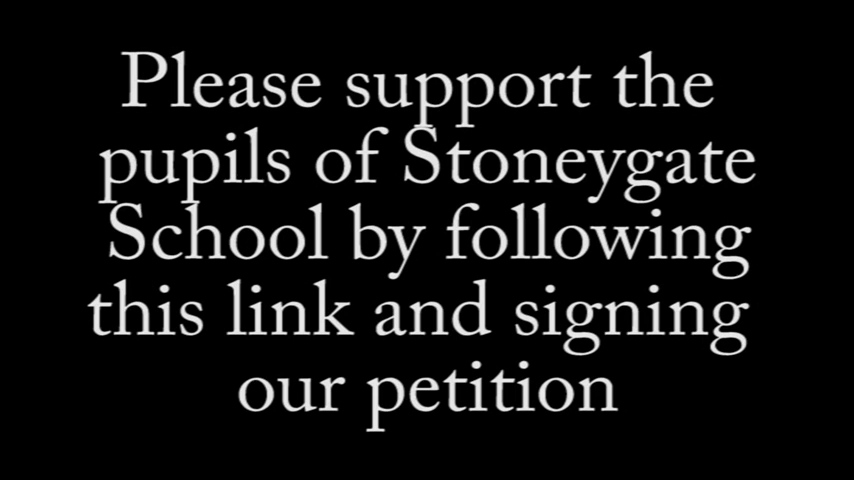 Please support the
pupils of Stoneygate
School by following
this link and signing
our petition